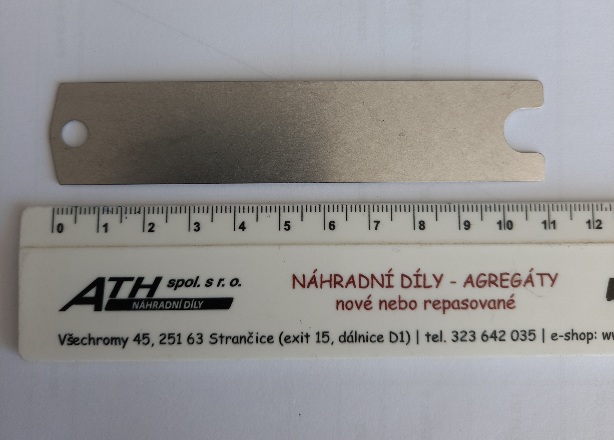 0 1 2 3 4 5 6 7 8 9 10 11 12
ATH spol. s r. o.
NÁHRADNÍ DÍLY
NÁHRADNÍ DÍLY - AGREGÁTY
nové nebo repasované
Všechromy 45, 251 63 Strančice (exit 15, dálnice D1) | tel. 323 642 035 | e-shop: